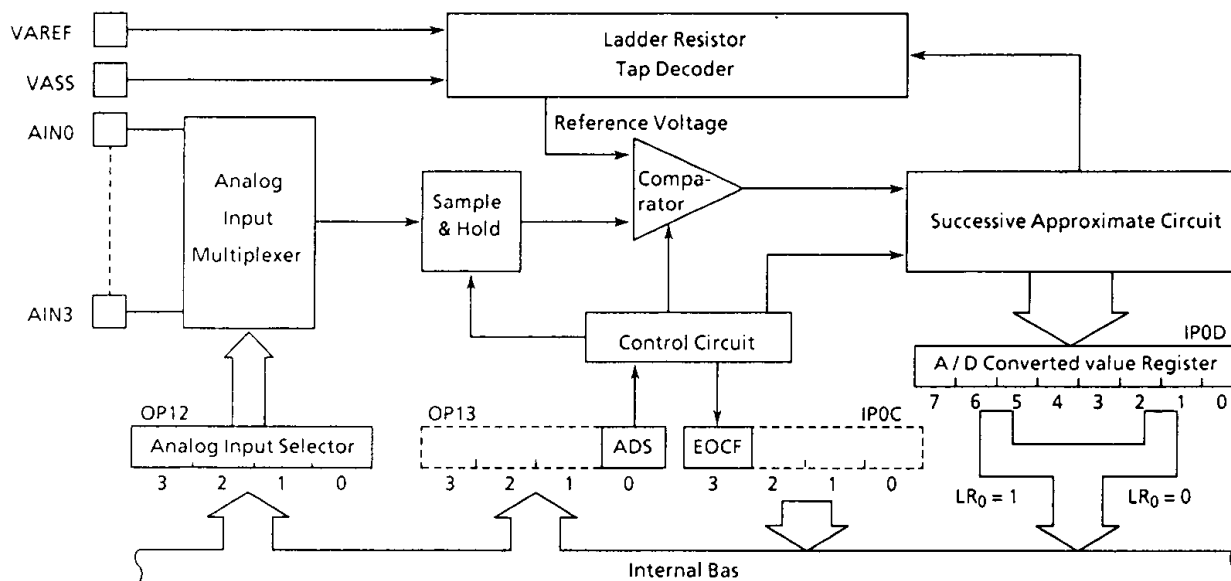 VAREF
VASS
AIN0
AIN3
Ladder Resistor
Tap Decoder
Reference Voltage
Analog
Input
Multiplexer
Sample
& Hold
Compa-
rator
Successive Approximate Circuit
Control Circuit
IP0D
A / D Converted value Register
7 6 5 4 3 2 1 0
OP12
Analog Input Selector
3 2 1 0
OP13
ADS
3 2 1 0
IP0C
EOCF
3 2 1 0
LR0 = 1
LR0 = 0
Internal Bas